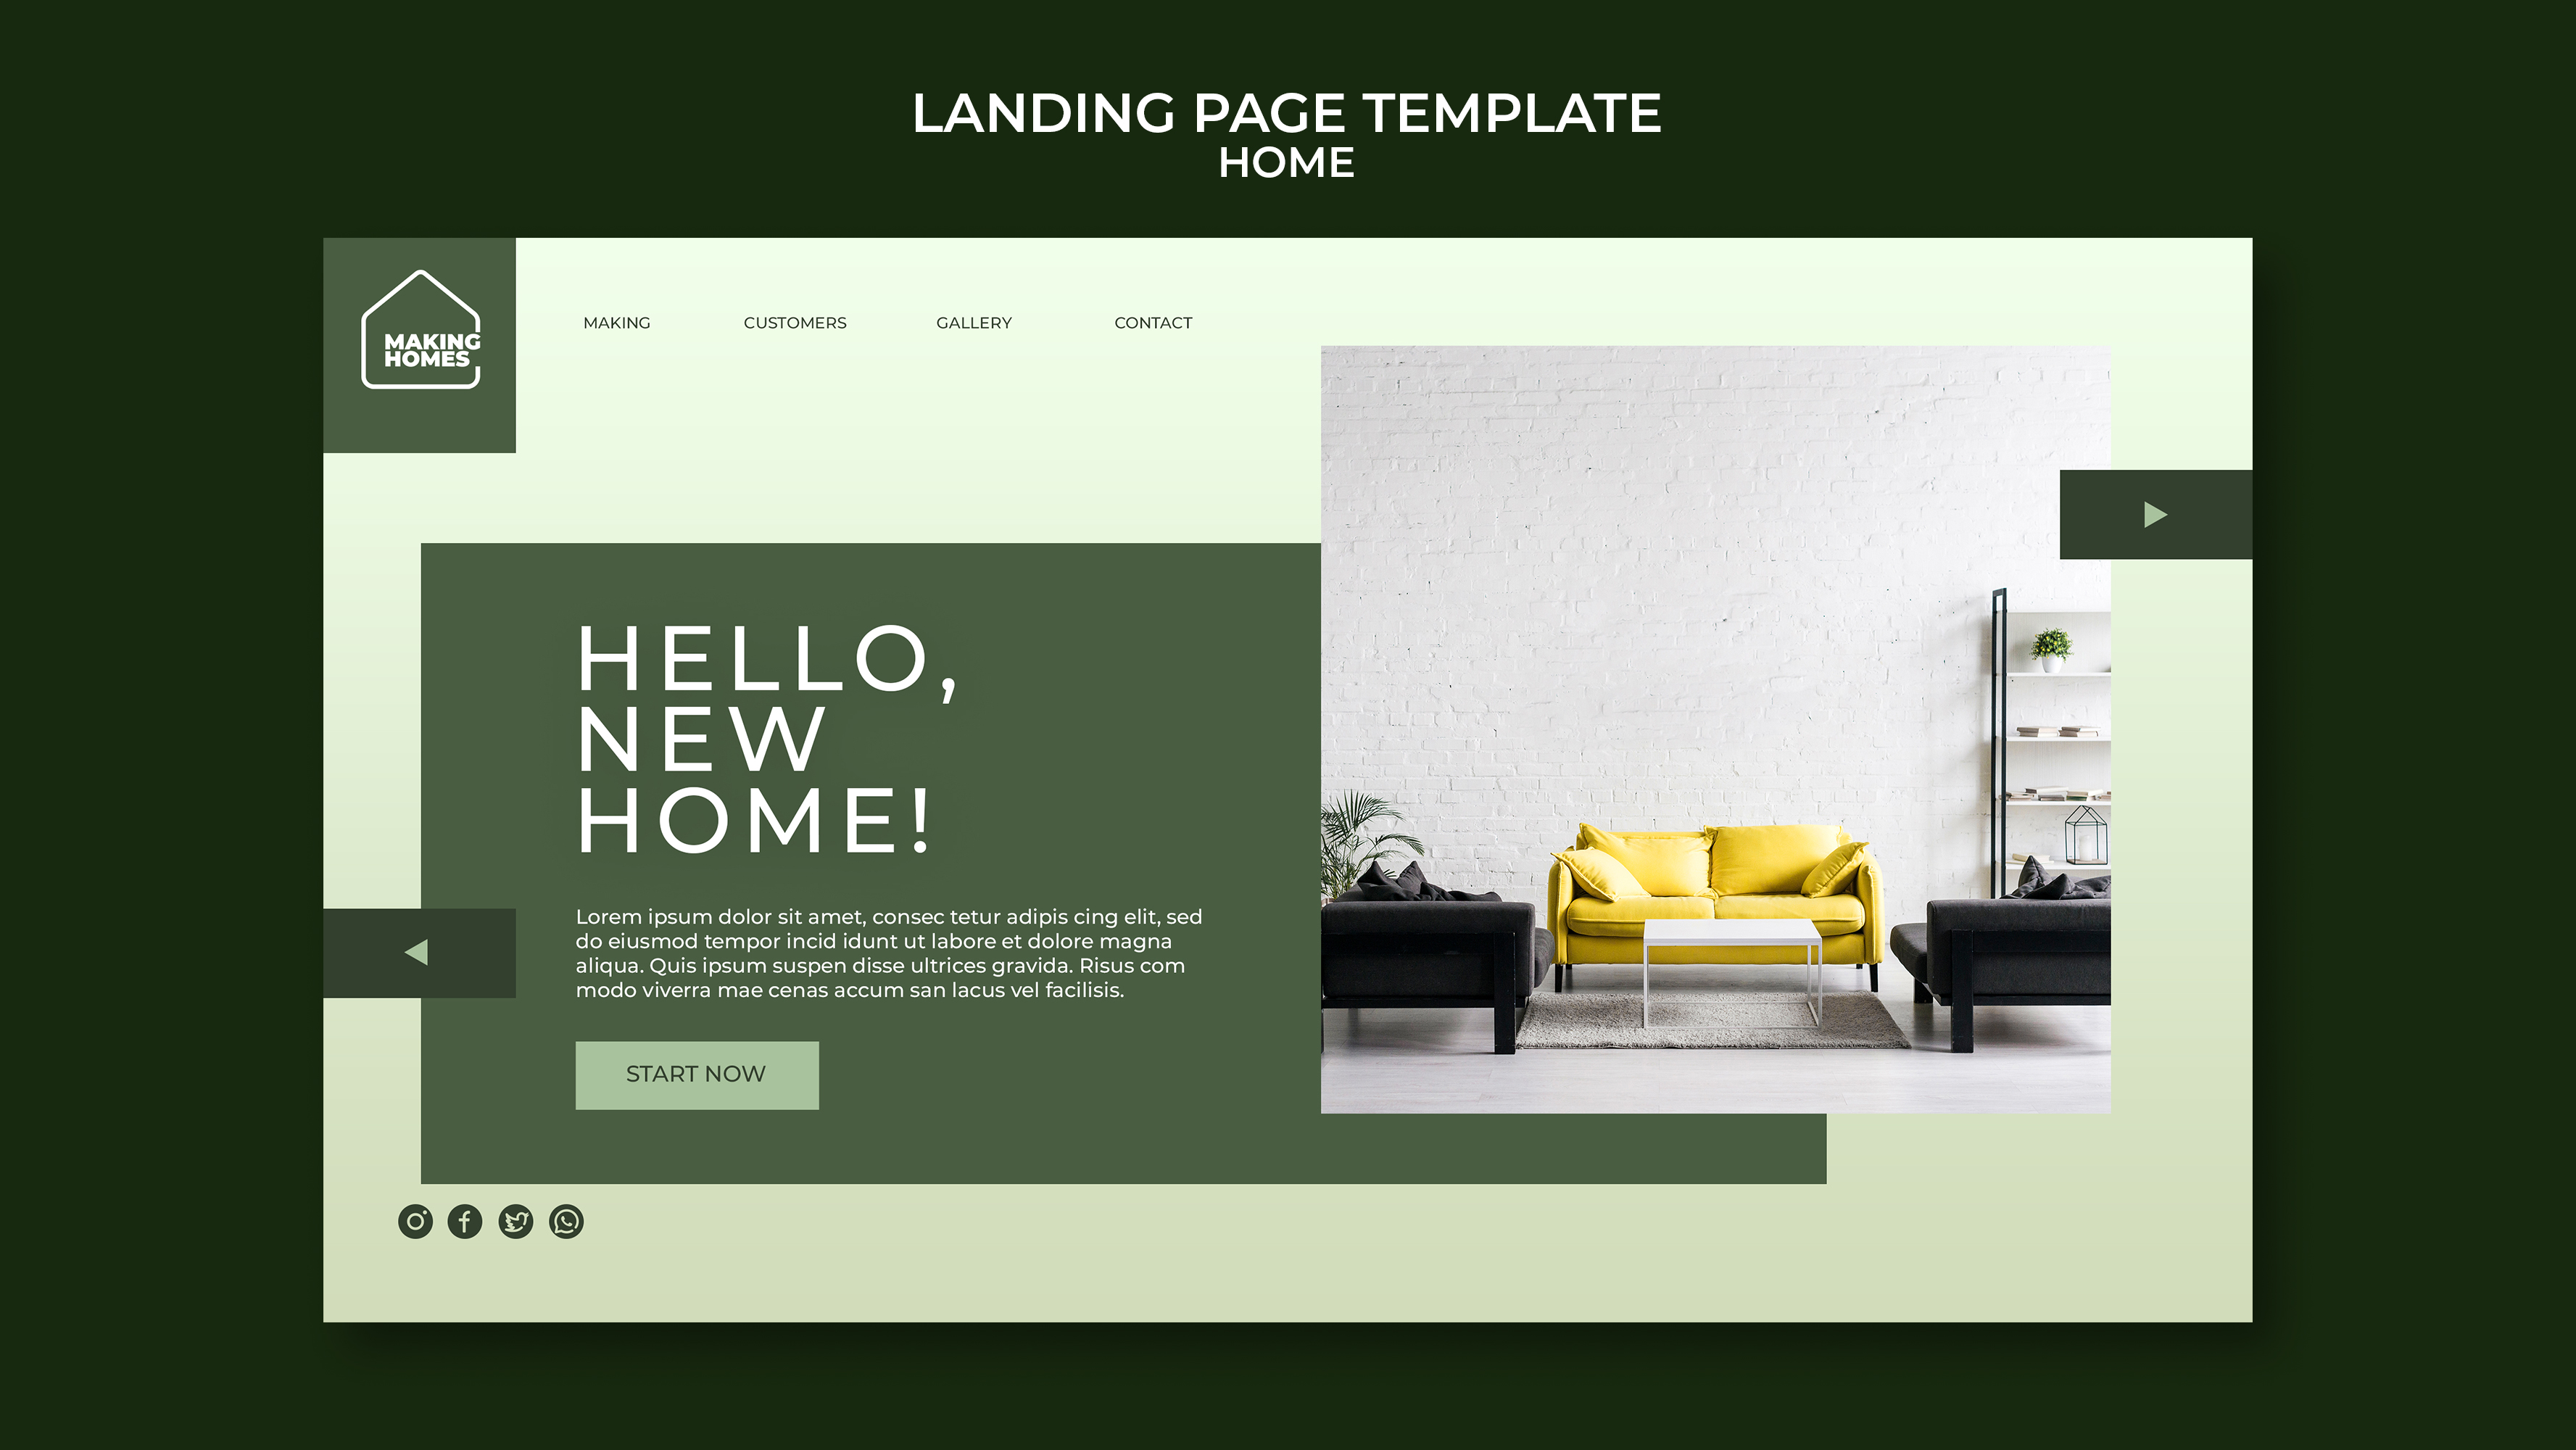 LANDING PAGE TEMPLATE
HOME
MAKING
HOMES
MAKING
CUSTOMERS
GALLERY
CONTACT
HELLO,
NEW
HOME!
Lorem ipsum dolor sit amet, consec tetur adipis cing elit, sed
do eiusmod tempor incid idunt ut labore et dolore magna
aliqua. Quis ipsum suspen disse ultrices gravida. Risus com
modo viverra mae cenas accum san lacus vel facilisis.
START NOW